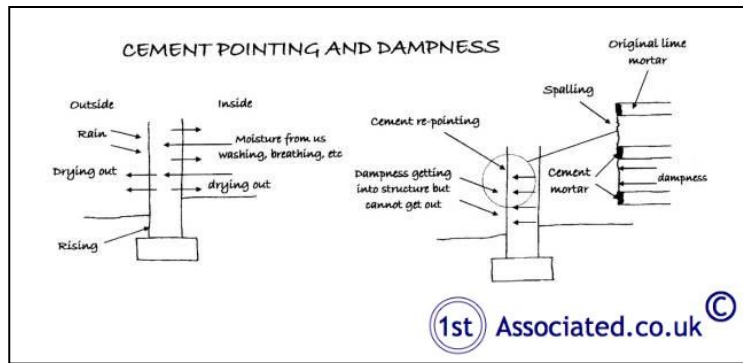 CEMENT POINTING AND DAMPNESS
Outside
Inside
Rain
Moisture from us
washing, breathing, etc
Drying out
drying out
Rising
Cement re-pointing
Dampness getting
into structure but
cannot get out
Original lime
mortar
Spalling
Cement
mortar
dampness
1st Associated.co.uk ©